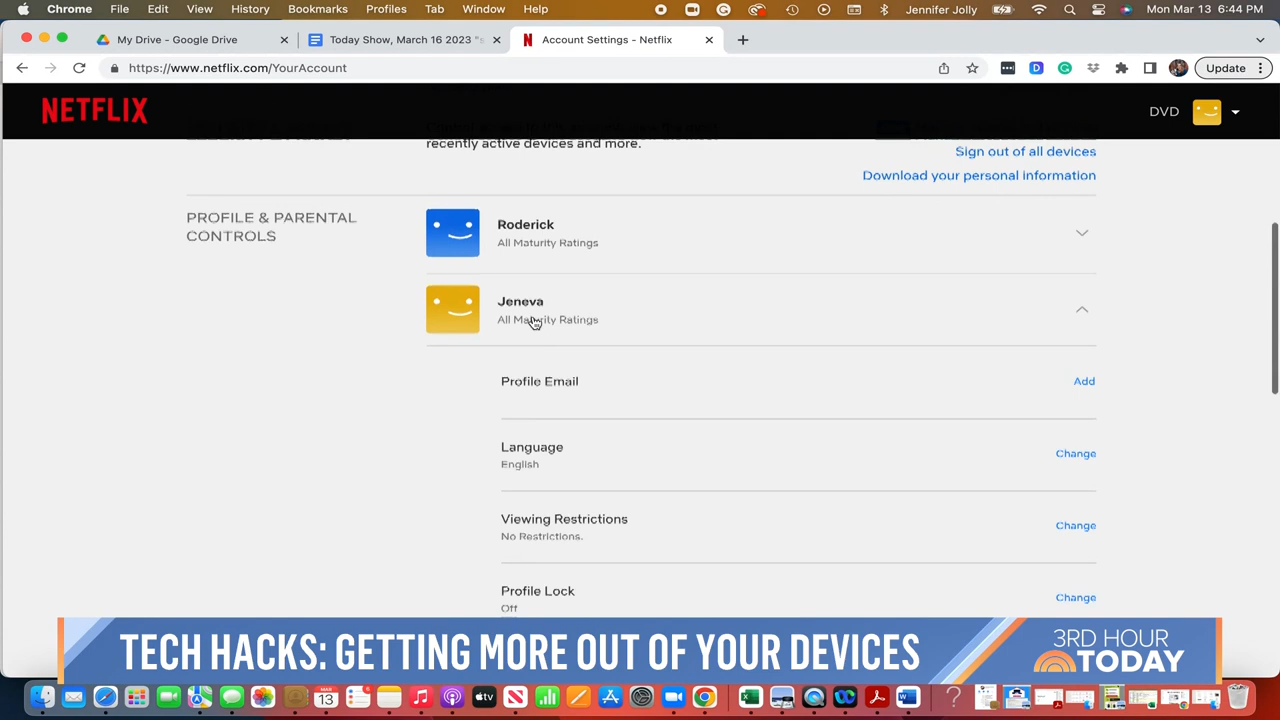 Chrome File Edit View History Bookmarks Profiles Tab Window Help Jennifer Jolly Mon Mar 13 6:44 PM
My Drive - Google Drive Today Show, March 16 2023 "s Account Settings - Netflix
https://www.netflix.com/YourAccount Update
NETFLIX DVD
recently active devices and more.
Sign out of all devices
Download your personal information
PROFILE & PARENTAL
CONTROLS
Roderick
All Maturity Ratings
Jeneva
All Maturity Ratings
Profile Email Add
Language Change
English
Viewing Restrictions Change
No Restrictions.
Profile Lock Change
Off
TECH HACKS: GETTING MORE OUT OF YOUR DEVICES
3RD HOUR
TODAY
MAR
13
tv